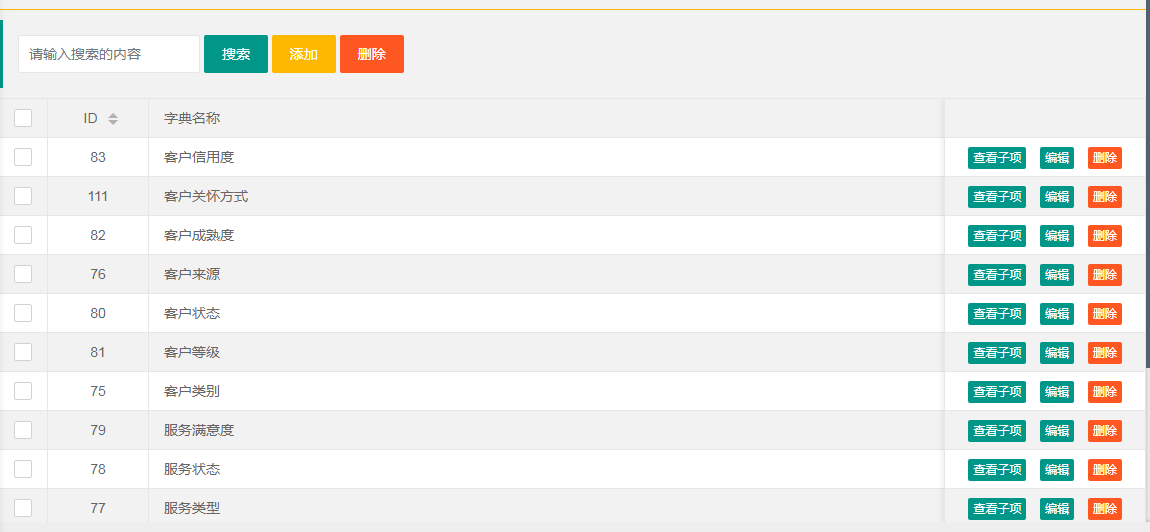 请输入搜索的内容 搜索 添加 删除
ID 字典名称
83 客户信用度 查看子项 编辑 删除
111 客户关怀方式 查看子项 编辑 删除
82 客户成熟度 查看子项 编辑 删除
76 客户来源 查看子项 编辑 删除
80 客户状态 查看子项 编辑 删除
81 客户等级 查看子项 编辑 删除
75 客户类别 查看子项 编辑 删除
79 服务满意度 查看子项 编辑 删除
78 服务状态 查看子项 编辑 删除
77 服务类型 查看子项 编辑 删除